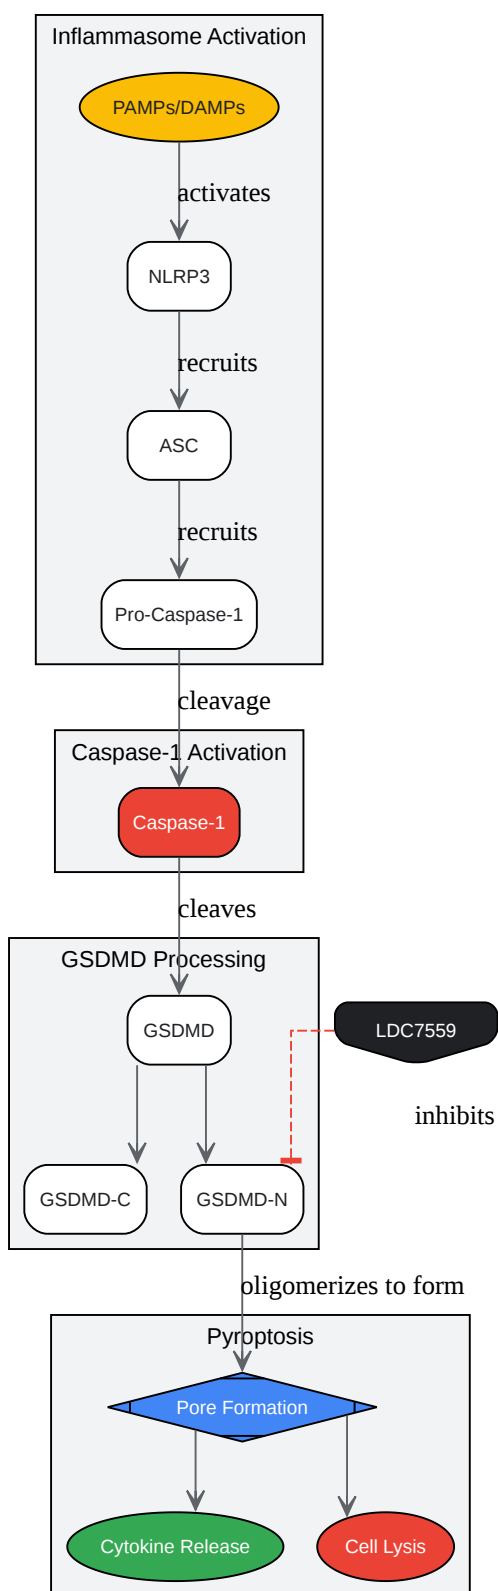 Inflammasome Activation
PAMPs/DAMPs
activates
NLRP3
recruits
ASC
recruits
Pro-Caspase-1
cleavage
Caspase-1 Activation
Caspase-1
cleaves
GSDMD Processing
GSDMD
LDC7559
inhibits
GSDMD-C
GSDMD-N
oligomerizes to form
Pyroptosis
Pore Formation
Cytokine Release
Cell Lysis